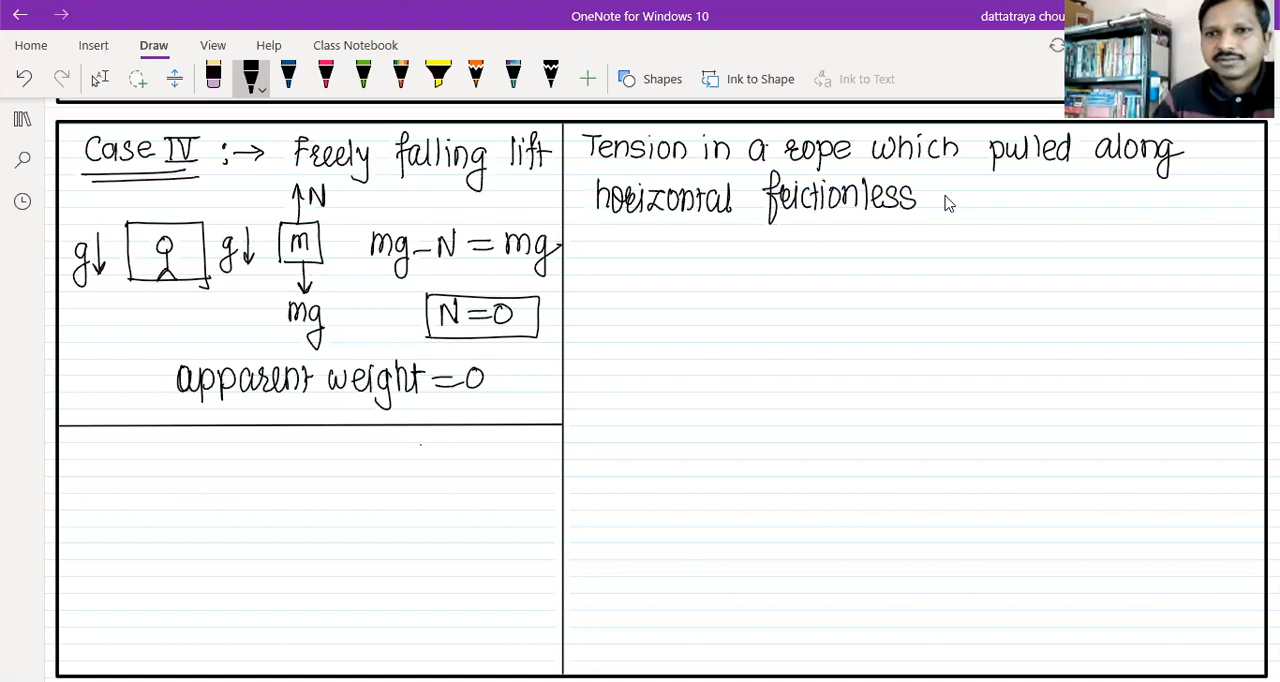 OneNote for Windows 10
dattatraya chou
Home Insert Draw View Help Class Notebook
Shapes Ink to Shape Ink to Text
Case IV :→ Freely falling lift
N
g↓ g↓ m mg - N = mg
mg N = 0
apparent weight = 0
Tension in a rope which pulled along
horizontal frictionless